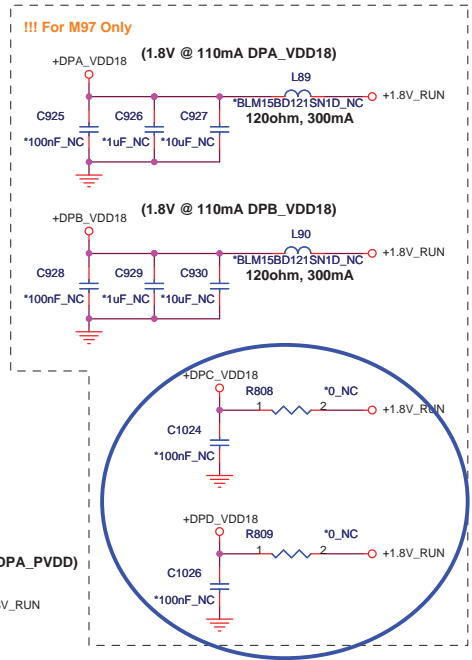 !!! For M97 Only
(1.8V @ 110mA DPA_VDD18)
+DPA_VDD18
L89
+1.8V_RUN
*BLM15BD121SN1D_NC
120ohm, 300mA
C925
C926
C927
*100nF_NC
*1uF_NC
*10uF_NC
(1.8V @ 110mA DPB_VDD18)
+DPB_VDD18
L90
+1.8V_RUN
*BLM15BD121SN1D_NC
120ohm, 300mA
C928
C929
C930
*100nF_NC
*1uF_NC
*10uF_NC
+DPC_VDD18
R808
*0_NC
1
2
+1.8V_RUN
C1024
*100nF_NC
+DPD_VDD18
R809
*0_NC
1
2
+1.8V_RUN
C1026
*100nF_NC
DPA_PVDD)
V_RUN